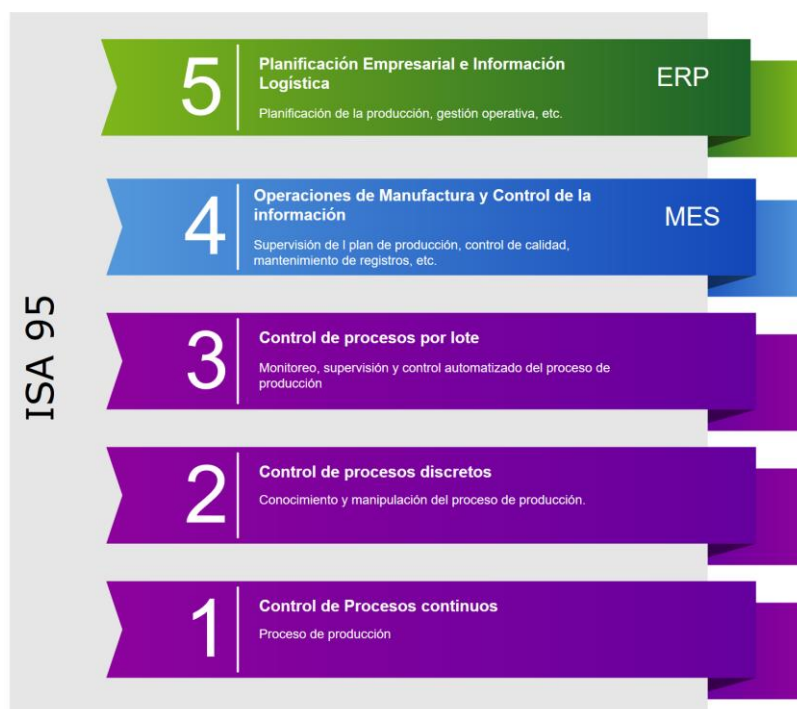 5
Planificación Empresarial e Información
Logística
ERP
Planificación de la producción, gestión operativa, etc.
4
Operaciones de Manufactura y Control de la
información
MES
Supervisión de l plan de producción, control de calidad,
mantenimiento de registros, etc.
ISA 95
3
Control de procesos por lote
Monitoreo, supervisión y control automatizado del proceso de
producción
2
Control de procesos discretos
Conocimiento y manipulación del proceso de producción.
1
Control de Procesos continuos
Proceso de producción